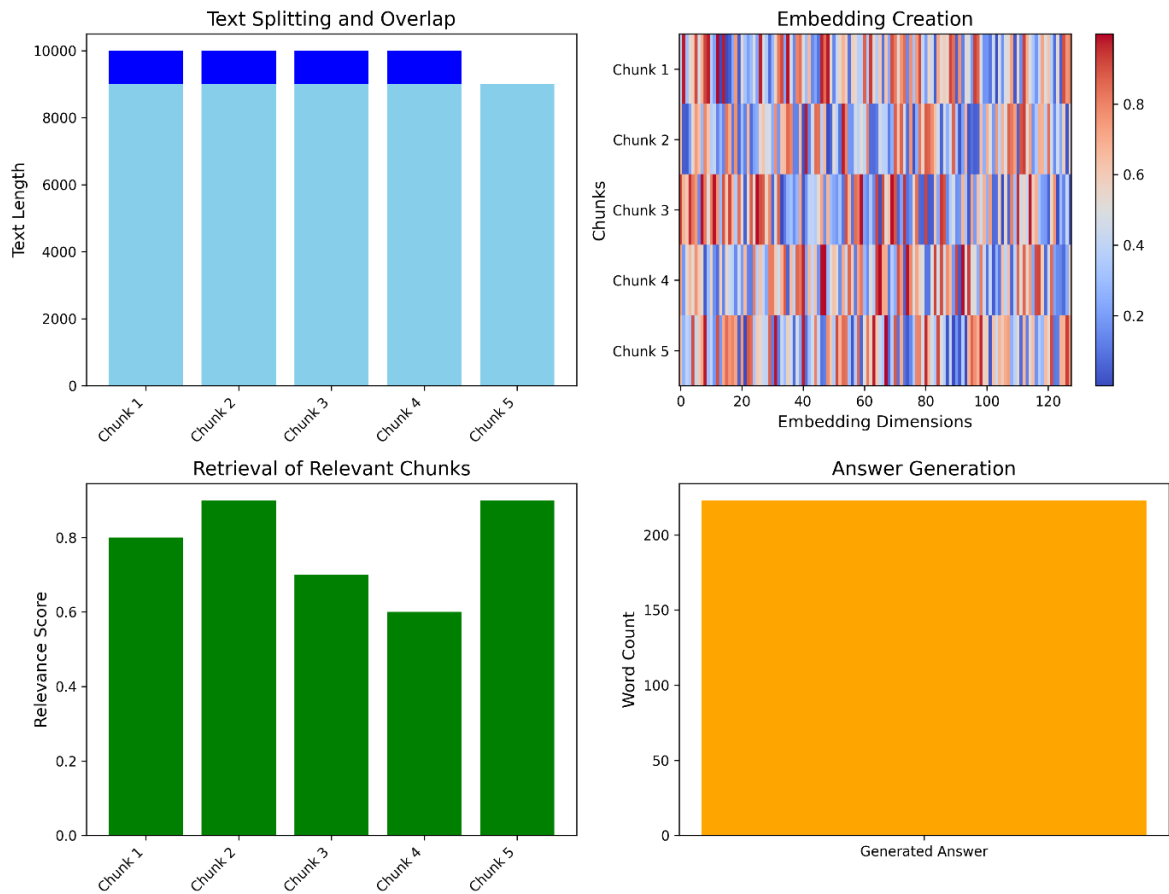 Text Splitting and Overlap
10000
8000
6000
4000
2000
0
Text Length
Chunk 1
Chunk 2
Chunk 3
Chunk 4
Chunk 5
Embedding Creation
Chunk 1
Chunk 2
Chunk 3
Chunk 4
Chunk 5
Chunks
0 20 40 60 80 100 120
Embedding Dimensions
0.8
0.6
0.4
0.2
Retrieval of Relevant Chunks
0.8
0.6
0.4
0.2
0.0
Relevance Score
Chunk 1
Chunk 2
Chunk 3
Chunk 4
Chunk 5
Answer Generation
200
150
100
50
0
Word Count
Generated Answer